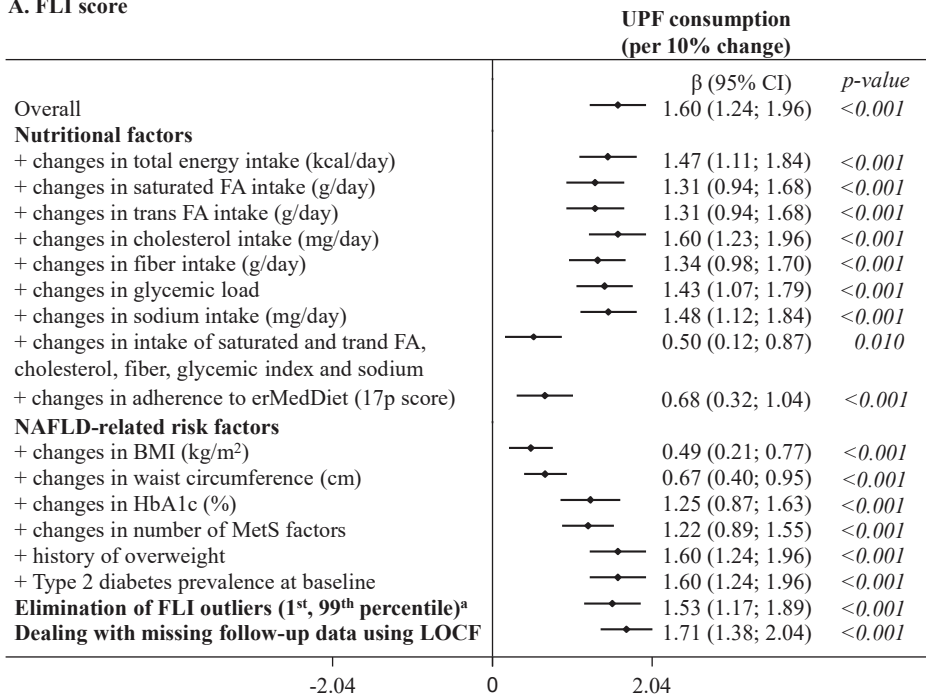 A. FLI score
UPF consumption
(per 10% change)
β (95% CI) p-value
Overall 1.60 (1.24; 1.96) <0.001
Nutritional factors
+ changes in total energy intake (kcal/day) 1.47 (1.11; 1.84) <0.001
+ changes in saturated FA intake (g/day) 1.31 (0.94; 1.68) <0.001
+ changes in trans FA intake (g/day) 1.31 (0.94; 1.68) <0.001
+ changes in cholesterol intake (mg/day) 1.60 (1.23; 1.96) <0.001
+ changes in fiber intake (g/day) 1.34 (0.98; 1.70) <0.001
+ changes in glycemic load 1.43 (1.07; 1.79) <0.001
+ changes in sodium intake (mg/day) 1.48 (1.12; 1.84) <0.001
+ changes in intake of saturated and trand FA, 0.50 (0.12; 0.87) 0.010
cholesterol, fiber, glycemic index and sodium
+ changes in adherence to erMedDiet (17p score) 0.68 (0.32; 1.04) <0.001
NAFLD-related risk factors
+ changes in BMI (kg/m²) 0.49 (0.21; 0.77) <0.001
+ changes in waist circumference (cm) 0.67 (0.40; 0.95) <0.001
+ changes in HbA1c (%) 1.25 (0.87; 1.63) <0.001
+ changes in number of MetS factors 1.22 (0.89; 1.55) <0.001
+ history of overweight 1.60 (1.24; 1.96) <0.001
+ Type 2 diabetes prevalence at baseline 1.60 (1.24; 1.96) <0.001
Elimination of FLI outliers (1st, 99th percentile)ᵃ 1.53 (1.17; 1.89) <0.001
Dealing with missing follow-up data using LOCF 1.71 (1.38; 2.04) <0.001
-2.04 0 2.04